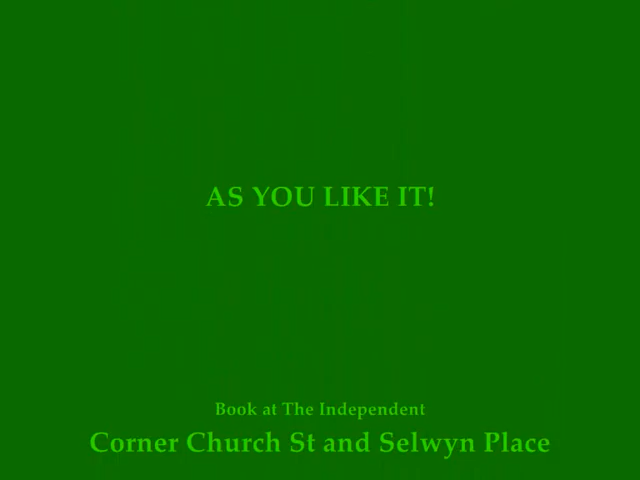 AS YOU LIKE IT!
Book at The Independent
Corner Church St and Selwyn Place